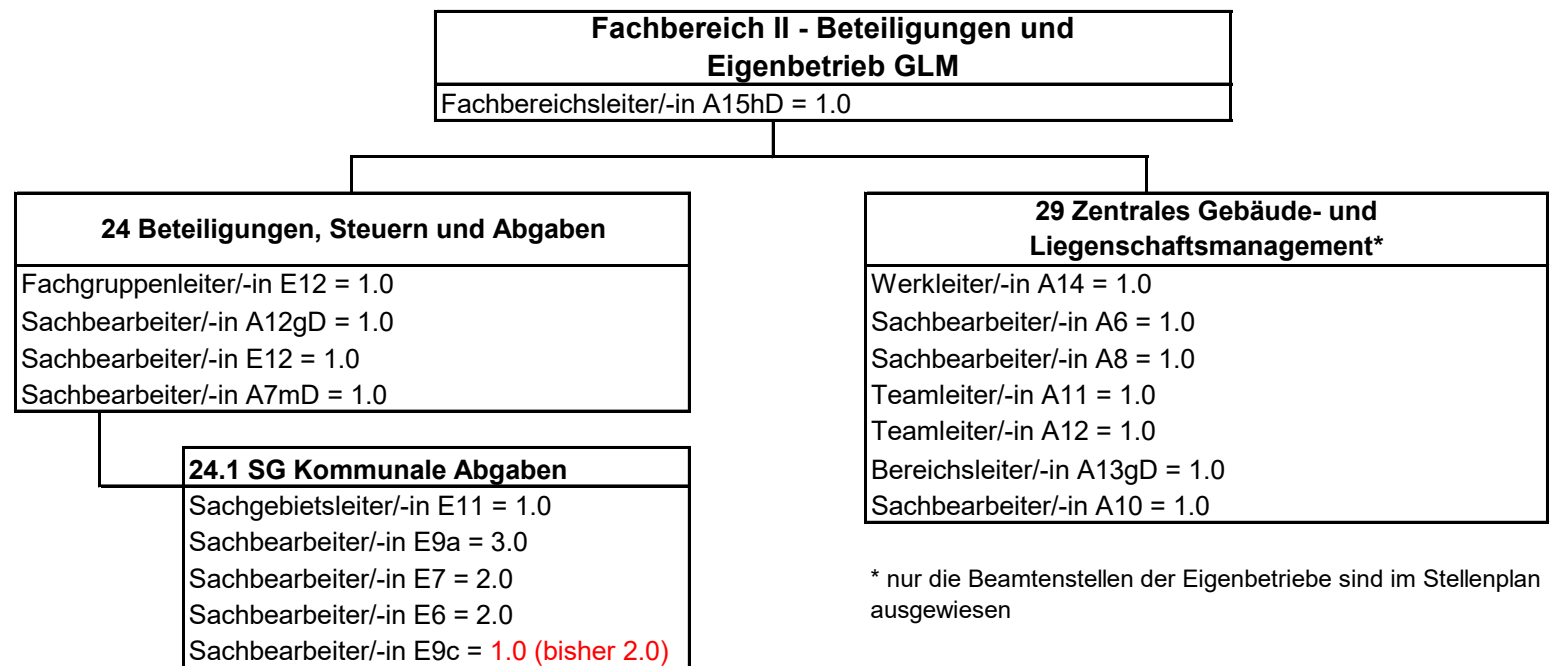 Fachbereich II - Beteiligungen und
Eigenbetrieb GLM
Fachbereichsleiter/-in A15hD = 1.0
24 Beteiligungen, Steuern und Abgaben
Fachgruppenleiter/-in E12 = 1.0
Sachbearbeiter/-in A12gD = 1.0
Sachbearbeiter/-in E12 = 1.0
Sachbearbeiter/-in A7mD = 1.0
24.1 SG Kommunale Abgaben
Sachgebietsleiter/-in E11 = 1.0
Sachbearbeiter/-in E9a = 3.0
Sachbearbeiter/-in E7 = 2.0
Sachbearbeiter/-in E6 = 2.0
Sachbearbeiter/-in E9c = 1.0 (bisher 2.0)
29 Zentrales Gebäude- und
Liegenschaftsmanagement*
Werkleiter/-in A14 = 1.0
Sachbearbeiter/-in A6 = 1.0
Sachbearbeiter/-in A8 = 1.0
Teamleiter/-in A11 = 1.0
Teamleiter/-in A12 = 1.0
Bereichsleiter/-in A13gD = 1.0
Sachbearbeiter/-in A10 = 1.0
* nur die Beamtenstellen der Eigenbetriebe sind im Stellenplan
ausgewiesen